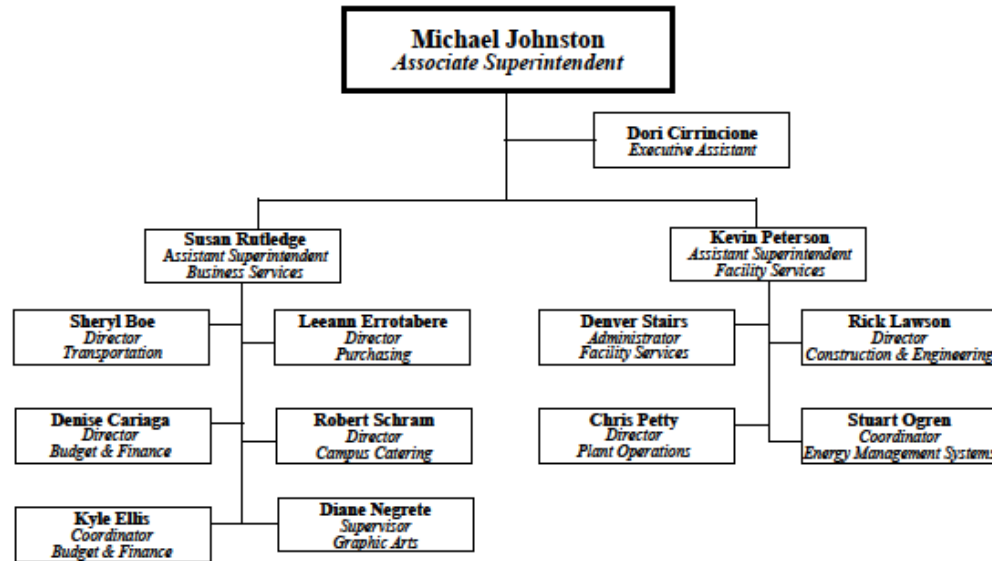 Michael Johnston
Associate Superintendent
Dori Cirrincione
Executive Assistant
Susan Rutledge
Assistant Superintendent
Business Services
Kevin Peterson
Assistant Superintendent
Facility Services
Sheryl Boe
Director
Transportation
Leeann Errotabere
Director
Purchasing
Denver Stairs
Administrator
Facility Services
Rick Lawson
Director
Construction & Engineering
Denise Cariaga
Director
Budget & Finance
Robert Schram
Director
Campus Catering
Chris Petty
Director
Plant Operations
Stuart Ogren
Coordinator
Energy Management Systems
Kyle Ellis
Coordinator
Budget & Finance
Diane Negrete
Supervisor
Graphic Arts